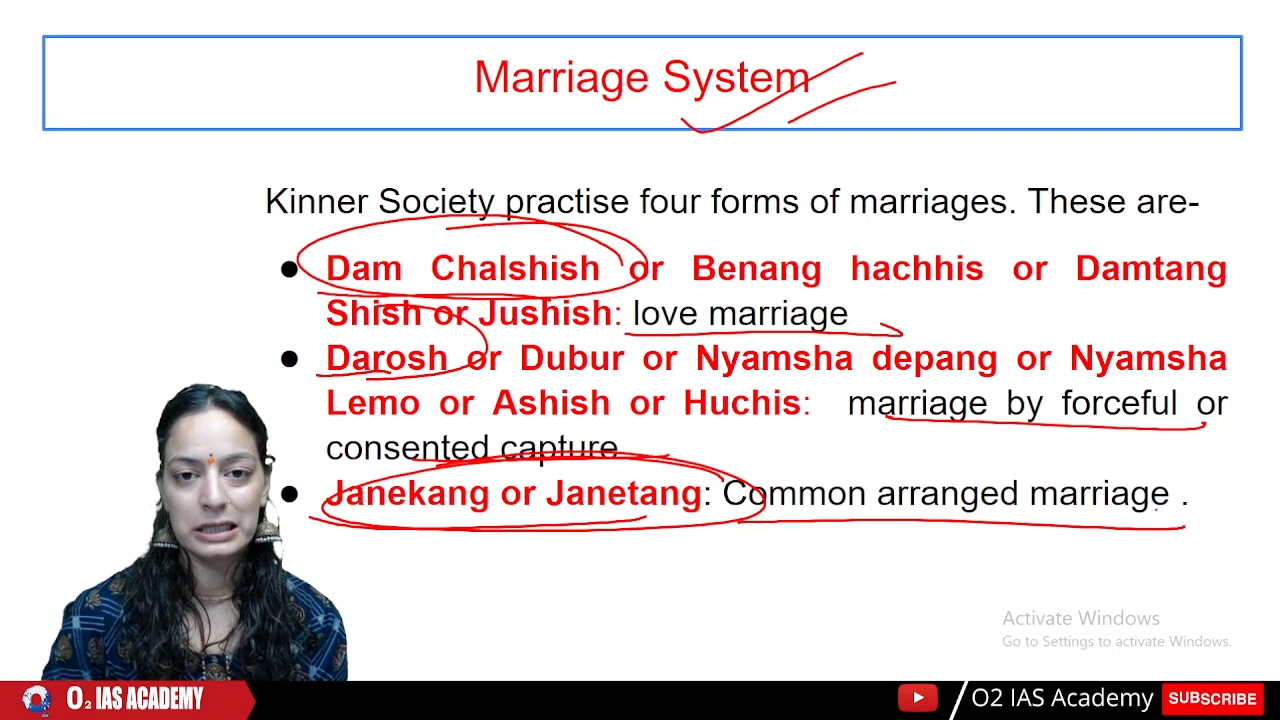 Marriage System
Kinner Society practise four forms of marriages. These are-
● Dam Chalshish or Benang hachhis or Damtang
Shish or Jushish: love marriage
● Darosh or Dubur or Nyamsha depang or Nyamsha
Lemo or Ashish or Huchis: marriage by forceful or
consented capture
● Janekang or Janetang: Common arranged marriage .
Activate Windows
Go to Settings to activate Windows.
O2 IAS ACADEMY
O2 IAS Academy SUBSCRIBE